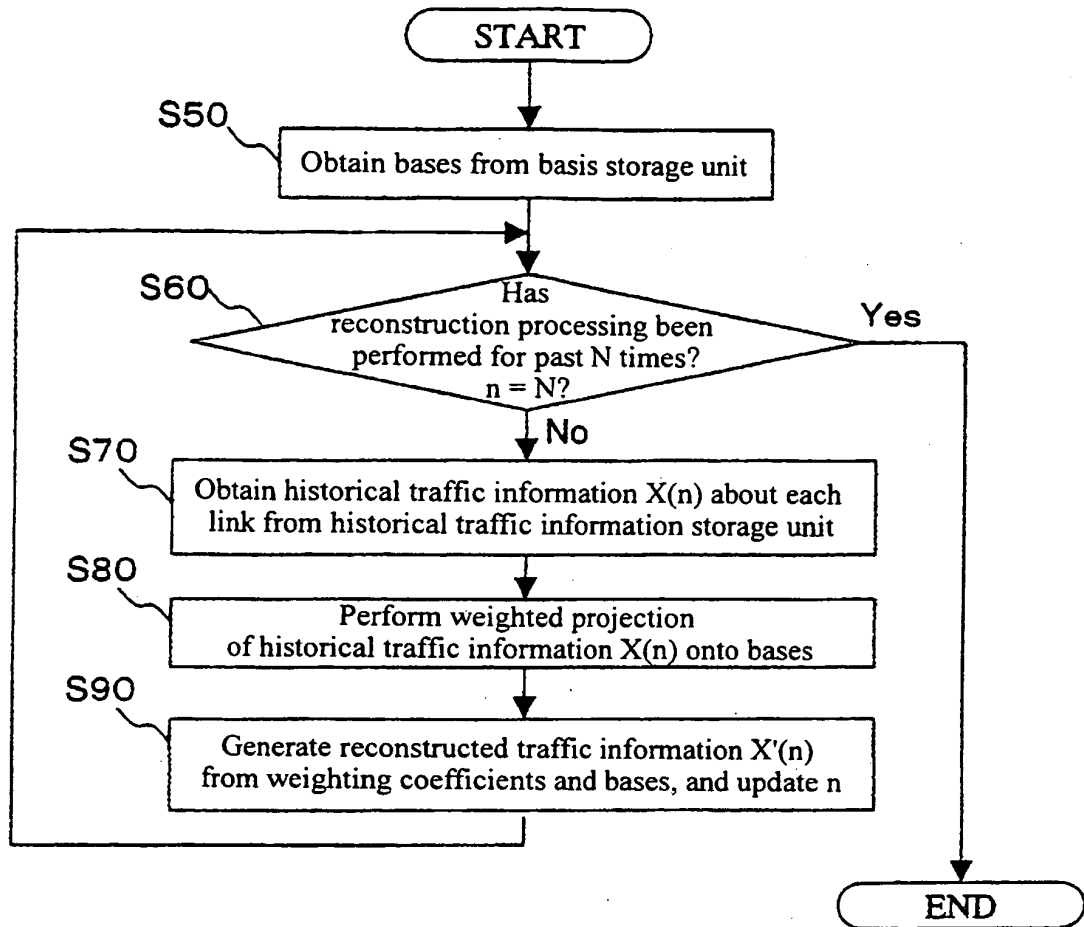 START
S50
Obtain bases from basis storage unit
S60
Has
reconstruction processing been
performed for past N times?
n = N?
Yes
No
S70
Obtain historical traffic information X(n) about each
link from historical traffic information storage unit
S80
Perform weighted projection
of historical traffic information X(n) onto bases
S90
Generate reconstructed traffic information X'(n)
from weighting coefficients and bases, and update n
END